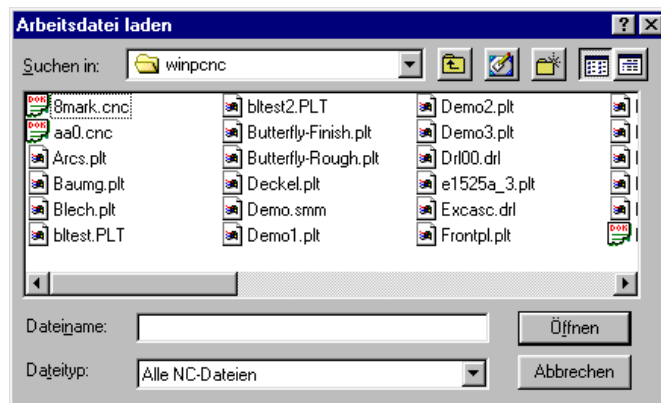 Arbeitsdatei laden
Suchen in: winpcnc
8mark.cnc bltest2.PLT Demo2.plt
aa0.cnc Butterfly-Finish.plt Demo3.plt
Arcs.plt Butterfly-Rough.plt Drl00.drl
Baumg.plt Deckel.plt e1525a_3.plt
Blech.plt Demo.smm Excasc.drl
bltest.PLT Demo1.plt Frontpl.plt
Dateiname: Öffnen
Dateityp: Alle NC-Dateien Abbrechen